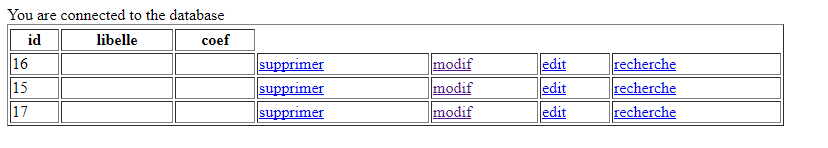 You are connected to the database
id libelle coef
16 supprimer modif edit recherche
15 supprimer modif edit recherche
17 supprimer modif edit recherche